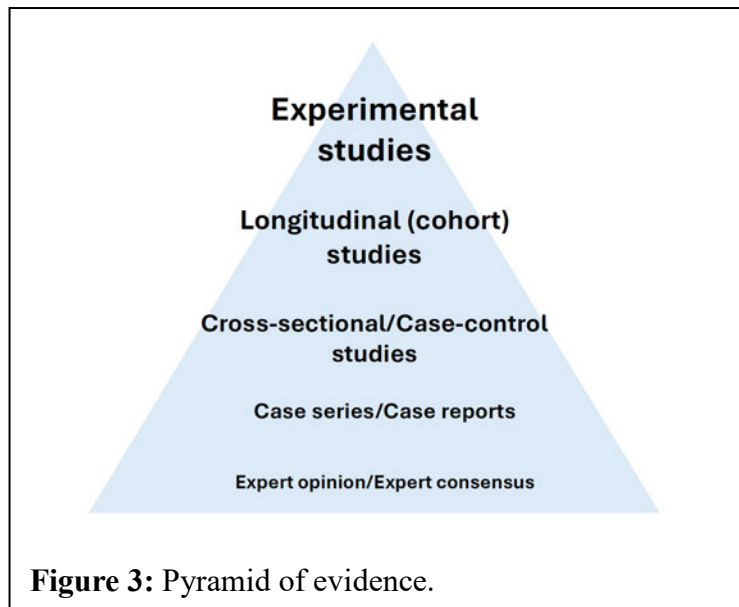 Experimental
studies
Longitudinal (cohort)
studies
Cross-sectional/Case-control
studies
Case series/Case reports
Expert opinion/Expert consensus
Figure 3: Pyramid of evidence.